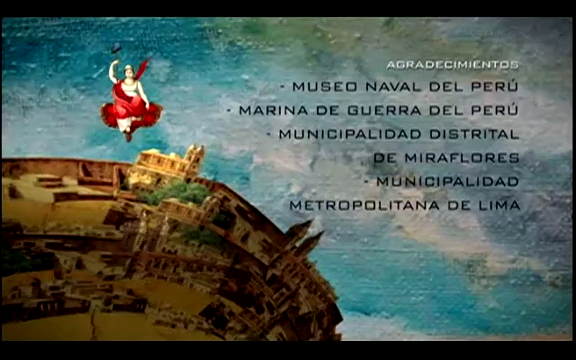 AGRADECIMIENTOS
- MUSEO NAVAL DEL PERÚ
- MARINA DE GUERRA DEL PERÚ
- MUNICIPALIDAD DISTRITAL
DE MIRAFLORES
- MUNICIPALIDAD
METROPOLITANA DE LIMA